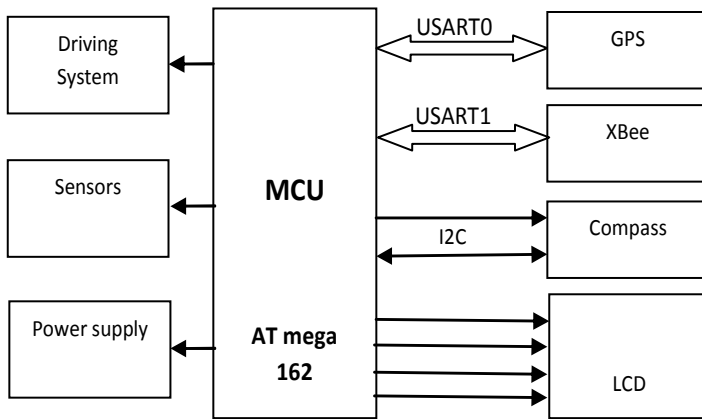 Driving
System
Sensors
Power supply
MCU
AT mega
162
USART0
USART1
I2C
GPS
XBee
Compass
LCD